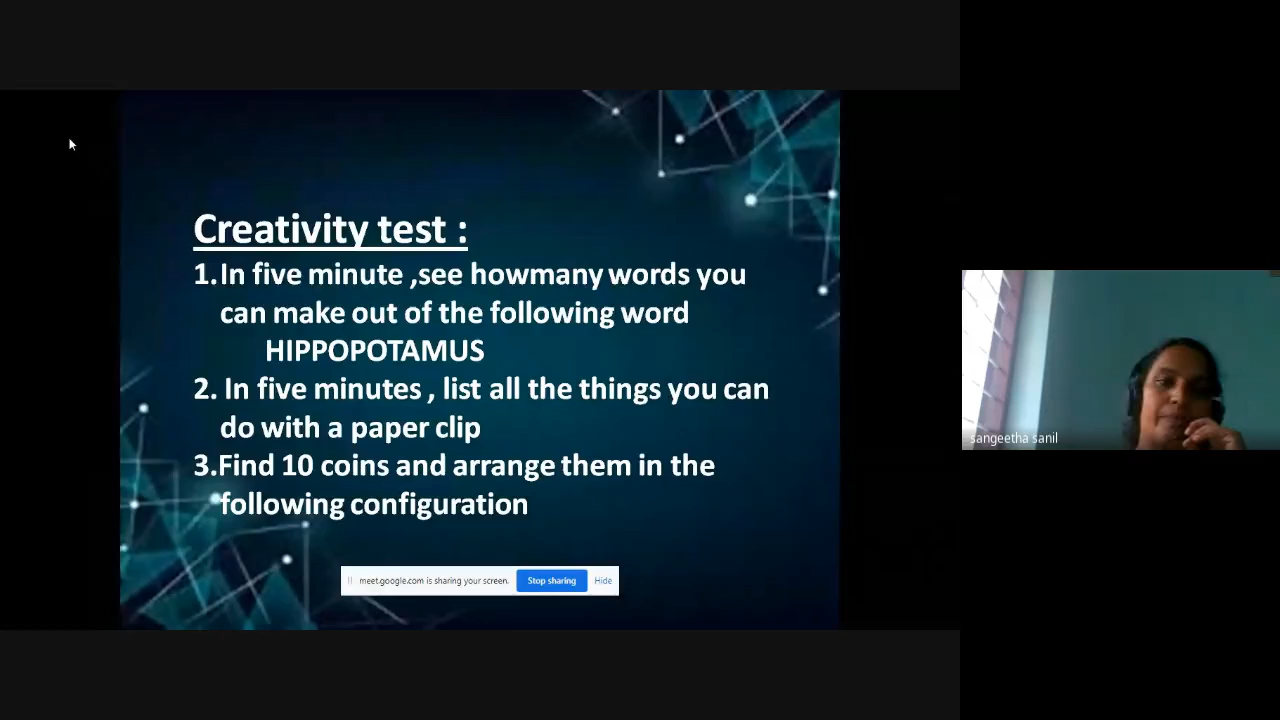 Creativity test :
1.In five minute ,see howmany words you
can make out of the following word
HIPPOPOTAMUS
2. In five minutes , list all the things you can
do with a paper clip
3.Find 10 coins and arrange them in the
following configuration
meet.google.com is sharing your screen. Stop sharing Hide
sangeetha sanil